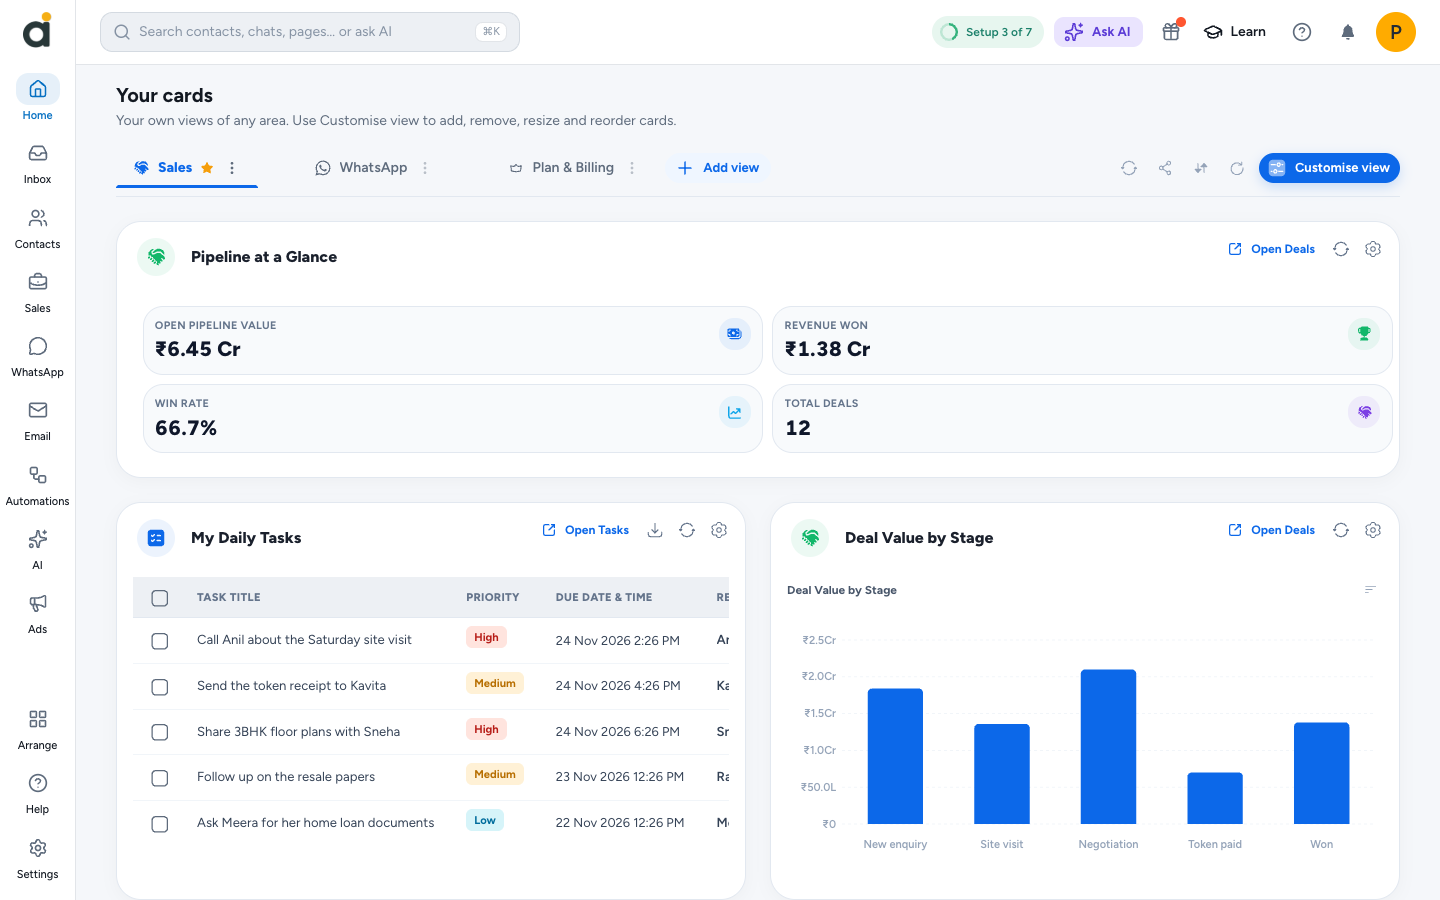 Search contacts, chats, pages... or ask AI
⌘K
Setup 3 of 7
Ask AI
Learn
P
Home
Inbox
Contacts
Sales
WhatsApp
Email
Automations
AI
Ads
Arrange
Help
Settings
Your cards
Your own views of any area. Use Customise view to add, remove, resize and reorder cards.
Sales
WhatsApp
Plan & Billing
Add view
Customise view
Pipeline at a Glance
Open Deals
OPEN PIPELINE VALUE
₹6.45 Cr
REVENUE WON
₹1.38 Cr
WIN RATE
66.7%
TOTAL DEALS
12
My Daily Tasks
Open Tasks
TASK TITLE PRIORITY DUE DATE & TIME RE
Call Anil about the Saturday site visit High 24 Nov 2026 2:26 PM
Send the token receipt to Kavita Medium 24 Nov 2026 4:26 PM Ka
Share 3BHK floor plans with Sneha High 24 Nov 2026 6:26 PM
Follow up on the resale papers Medium 23 Nov 2026 12:26 PM Ra
Ask Meera for her home loan documents Low 22 Nov 2026 12:26 PM
Deal Value by Stage
Open Deals
Deal Value by Stage
₹2.5Cr
₹2.0Cr
₹1.5Cr
₹1.0Cr
₹50.0L
₹0
New enquiry Site visit Negotiation Token paid Won